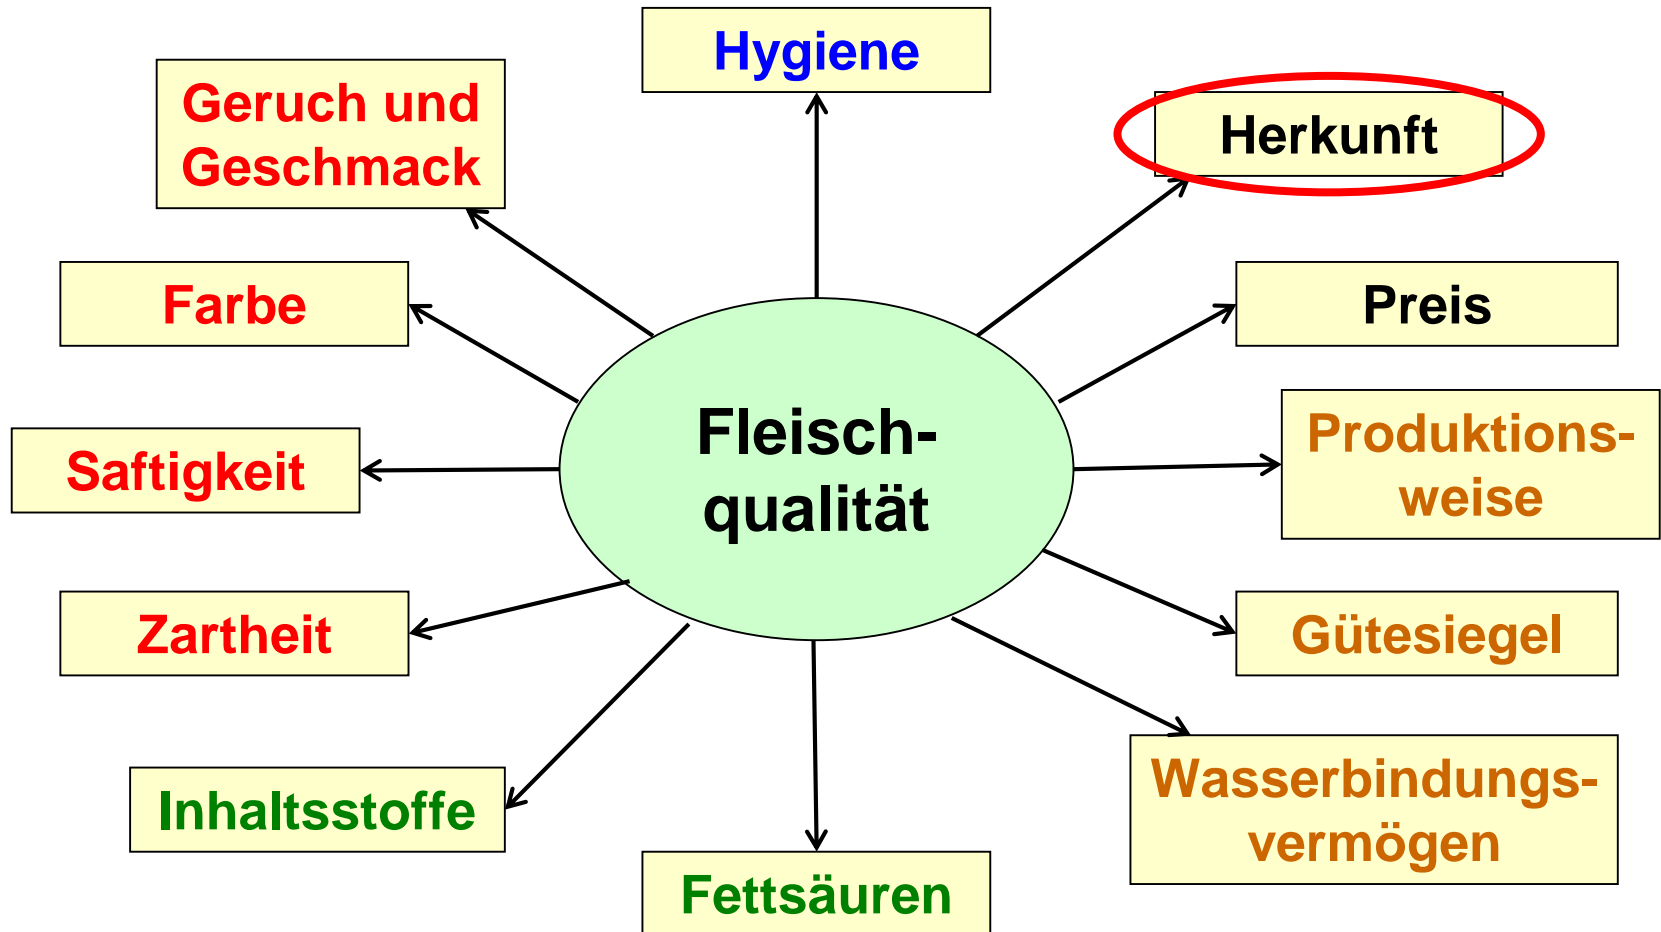 Hygiene
Geruch und
Geschmack
Herkunft
Farbe
Preis
Fleisch-
qualität
Saftigkeit
Produktions-
weise
Zartheit
Gütesiegel
Inhaltsstoffe
Wasserbindungs-
vermögen
Fettsäuren